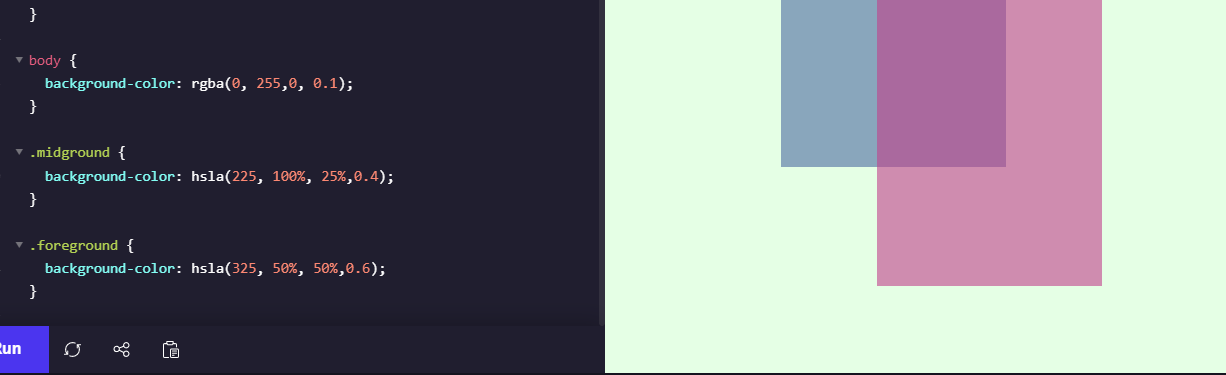 }
body {
background-color: rgba(0, 255,0, 0.1);
}
.midground {
background-color: hsla(225, 100%, 25%,0.4);
}
.foreground {
background-color: hsla(325, 50%, 50%,0.6);
}
un